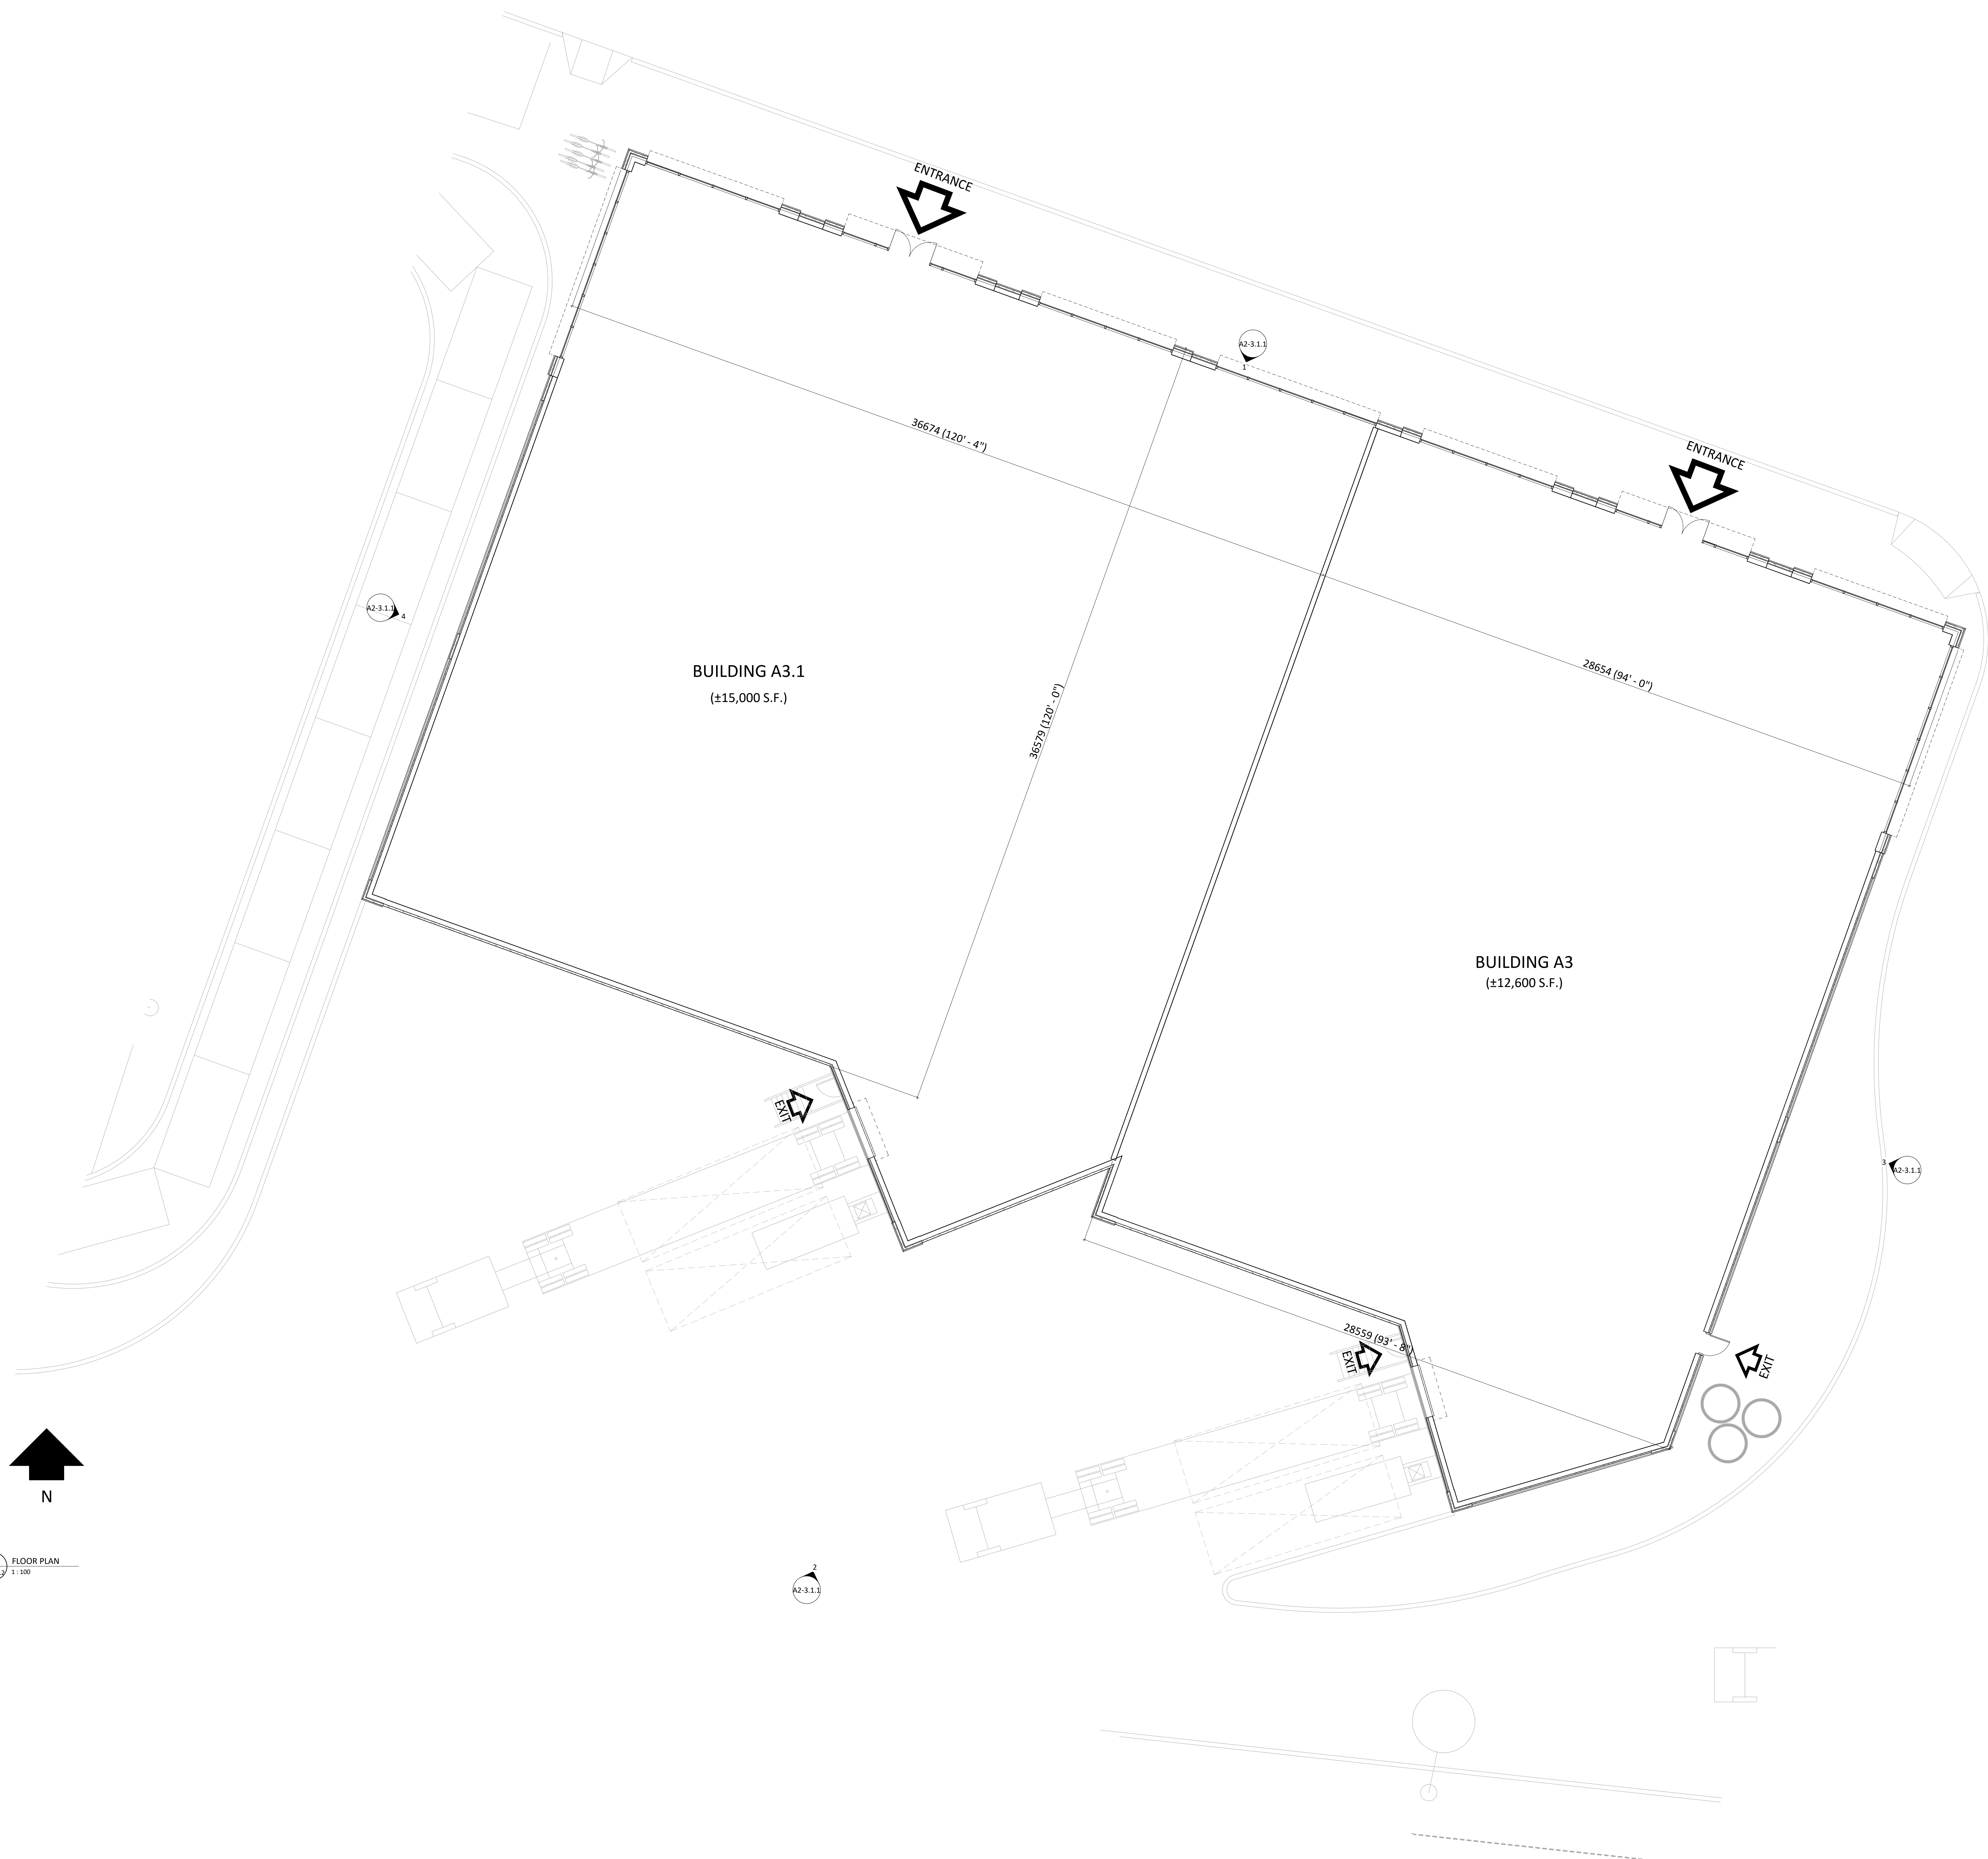 ENTRANCE
A2-3.1.1
1
36674 (120' - 4")
ENTRANCE
A2-3.1.1
4
BUILDING A3.1
(±15,000 S.F.)
28654 (94' - 0")
36579 (120' - 0")
BUILDING A3
(±12,600 S.F.)
EXIT
3
A2-3.1.1
28559 (93' - 8")
EXIT
EXIT
N
FLOOR PLAN
1 : 100
2
A2-3.1.1